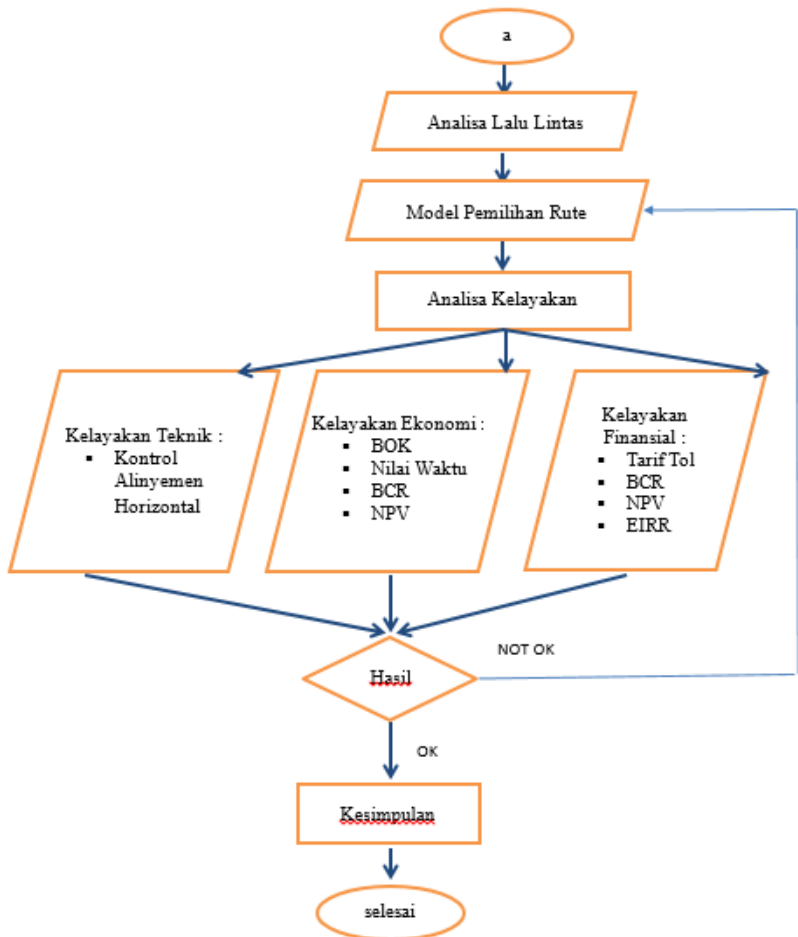 a
Analisa Lalu Lintas
Model Pemilihan Rute
Analisa Kelayakan
Kelayakan Teknik :
▪ Kontrol
Alinyemen
Horizontal
Kelayakan Ekonomi :
▪ BOK
▪ Nilai Waktu
▪ BCR
▪ NPV
Kelayakan
Finansial :
▪ Tarif Tol
▪ BCR
▪ NPV
▪ EIRR
NOT OK
Hasil
OK
Kesimpulan
selesai